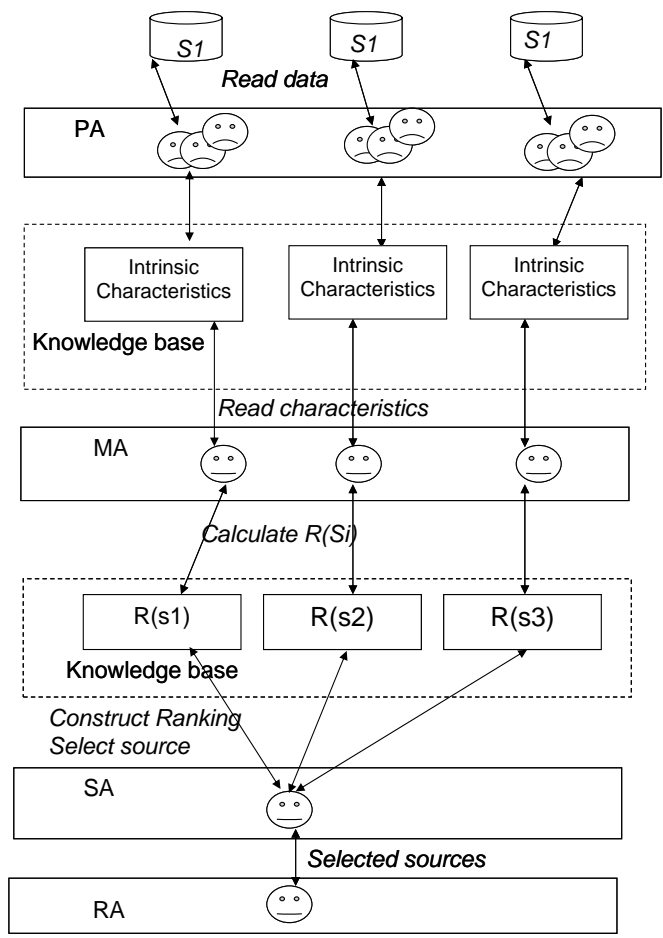 S1
S1
S1
Read data
PA
Intrinsic
Characteristics
Intrinsic
Characteristics
Intrinsic
Characteristics
Knowledge base
Read characteristics
MA
Calculate R(Si)
R(s1)
R(s2)
R(s3)
Knowledge base
Construct Ranking
Select source
SA
Selected sources
RA